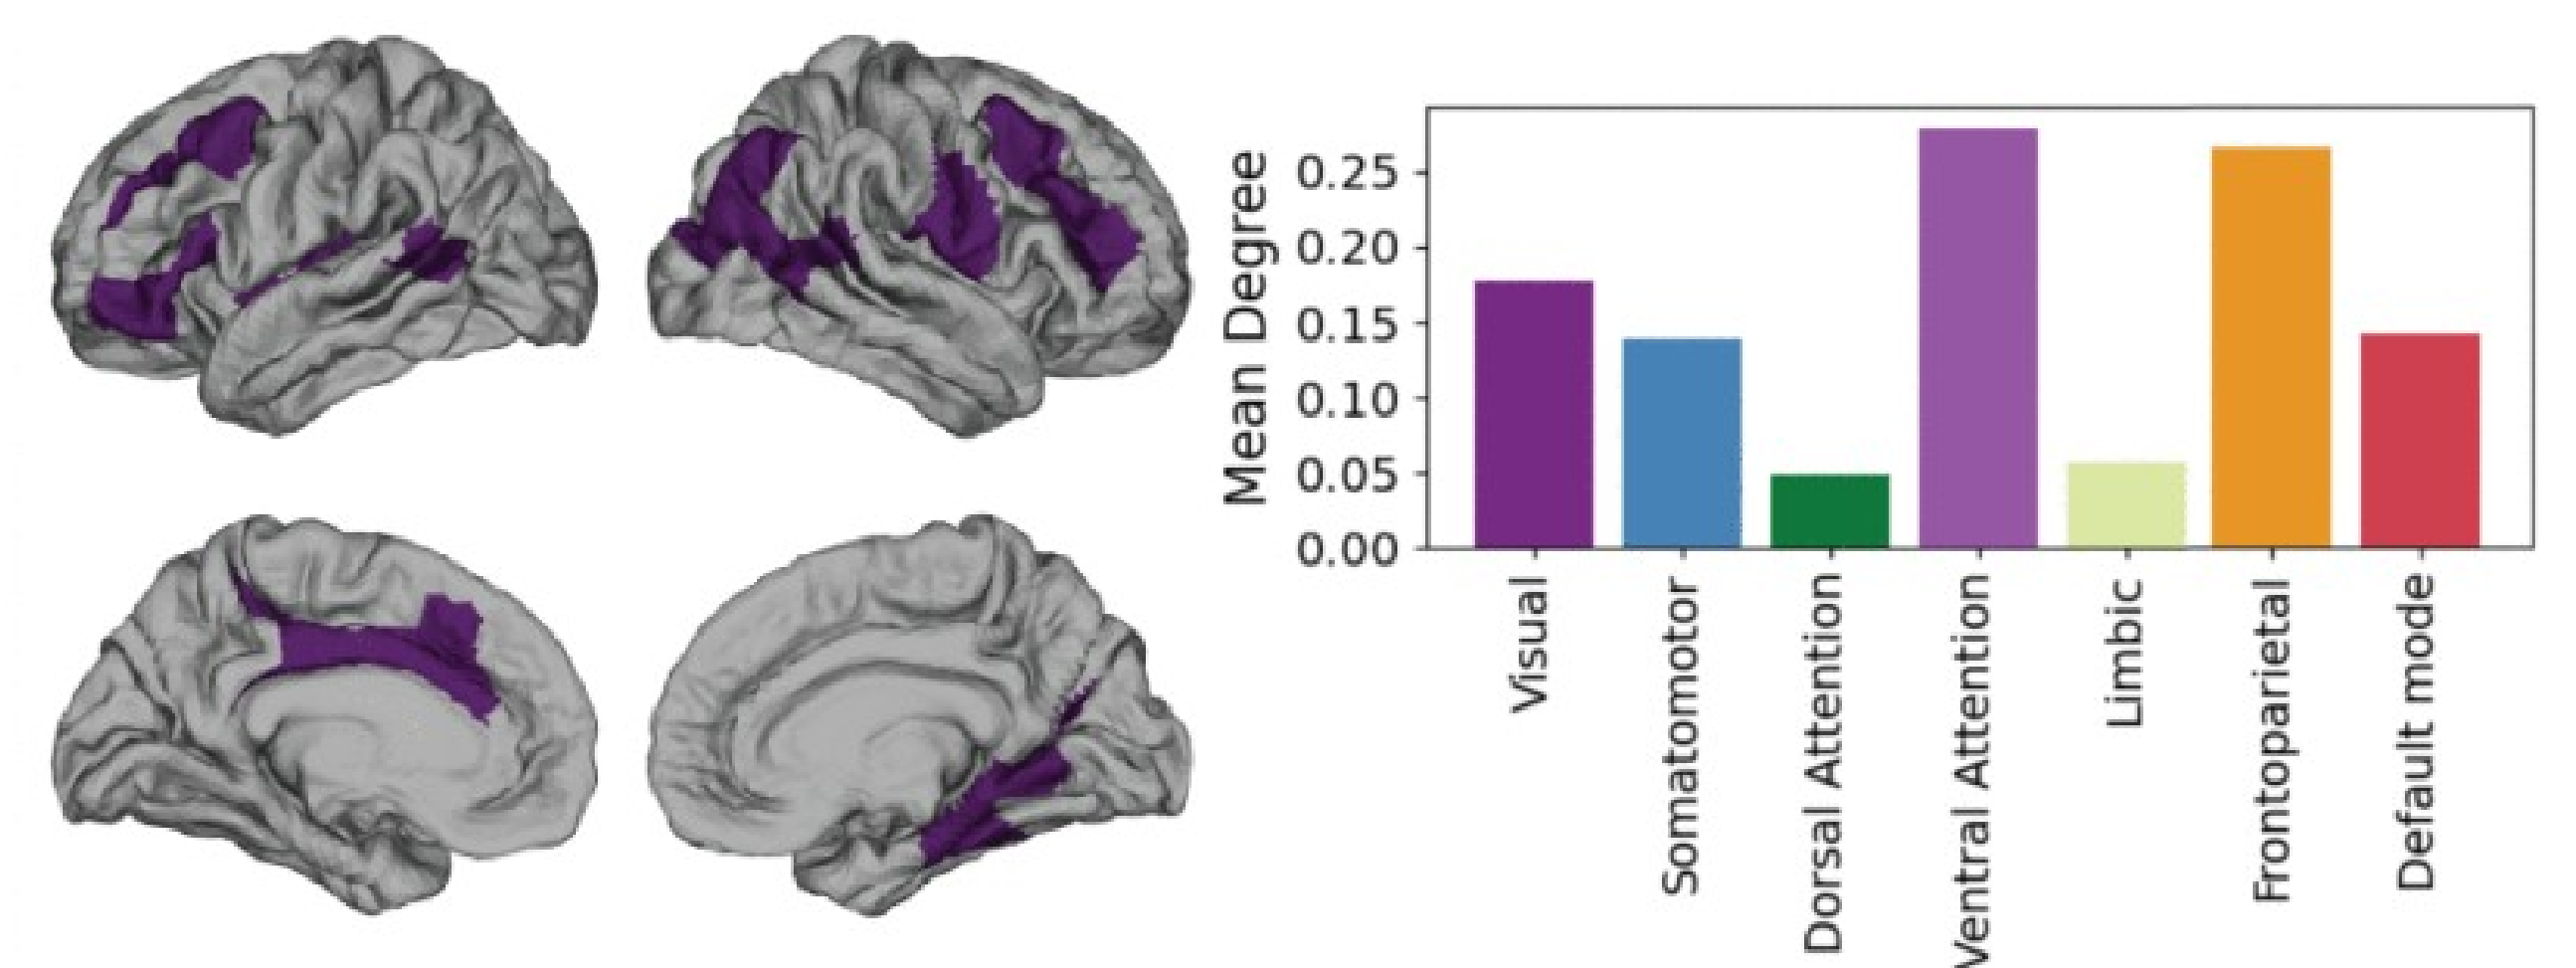 Mean Degree
0.25
0.20
0.15
0.10
0.05
0.00
Visual
Somatomotor
Dorsal Attention
Ventral Attention
Limbic
Frontoparietal
Default mode